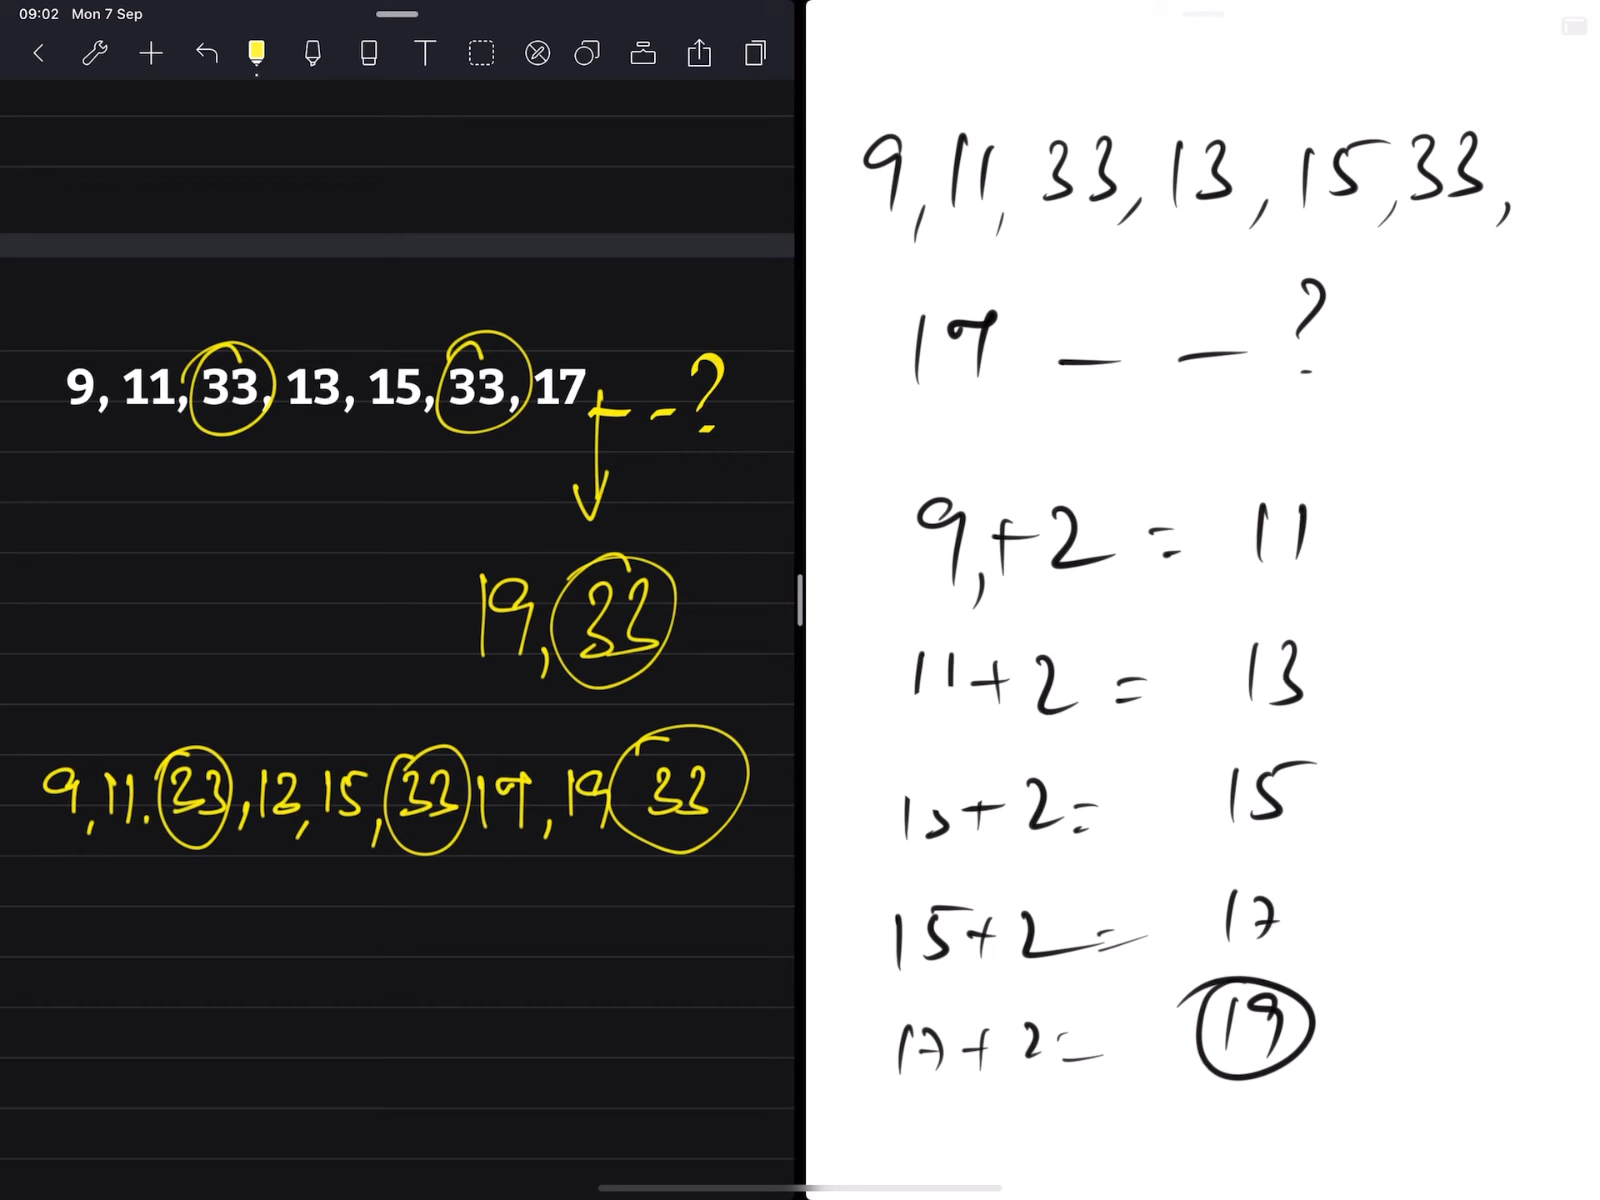 09:02 Mon 7 Sep
T
9, 11, 33, 13, 15, 33, 17 - - ?
19, 33
9, 11. 33, 13, 15, 33 17, 19 33
9, 11, 33, 13, 15, 33,
17 - - ?
9, + 2 = 11
11 + 2 = 13
13 + 2 = 15
15 + 2 = 17
17 + 2 = 19